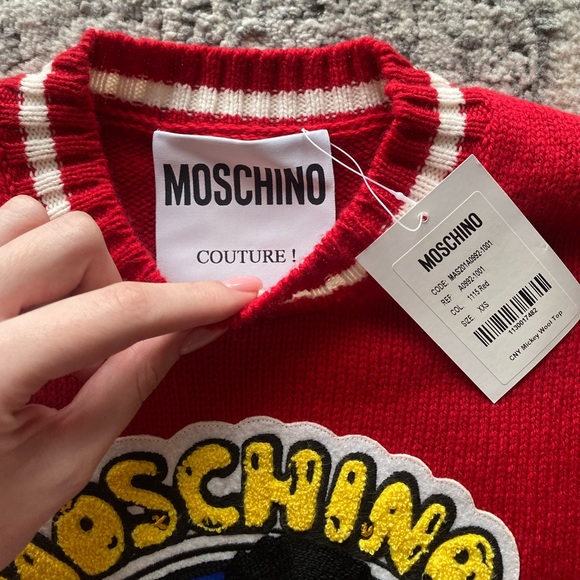 MOSCHINO
COUTURE !
MOSCHINO
CODE: MAS201A0992-1001
REF: A0992-1001
COL: 1115 Red
SIZE: XXS
1130017482
CNY Mickey Wool Top
MOSCHINO